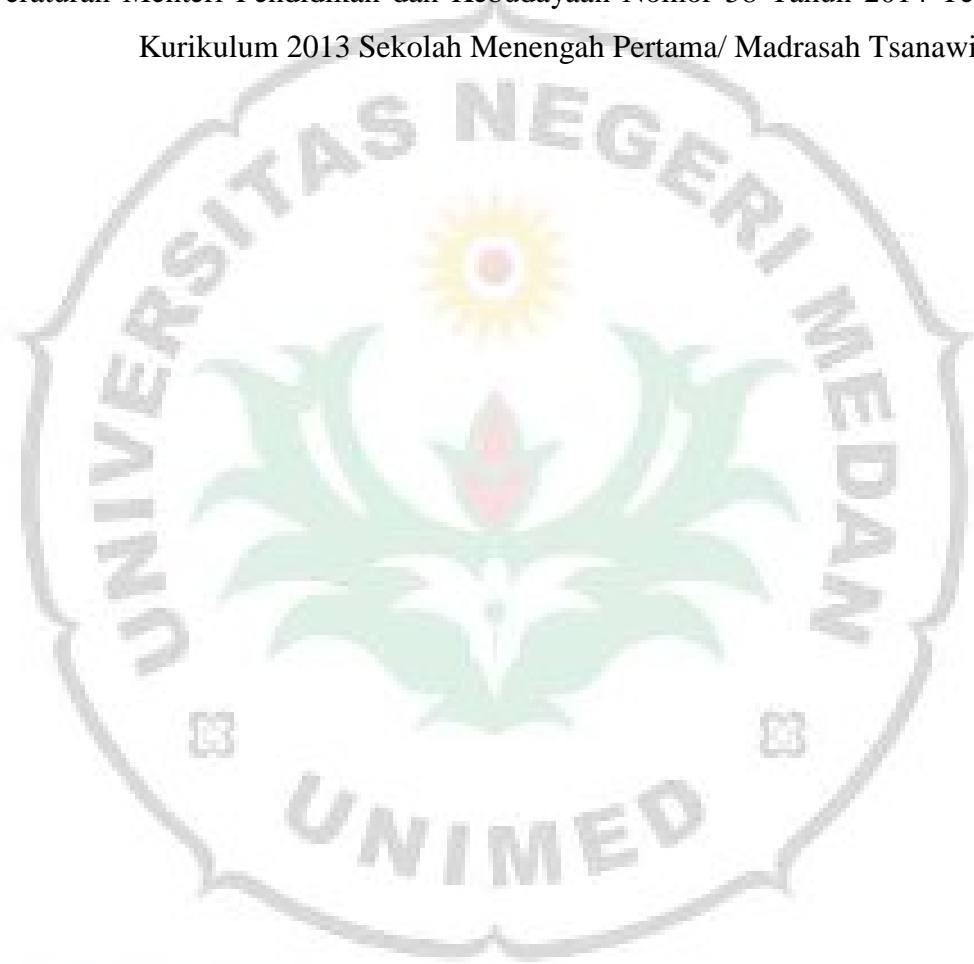 eraturan Menteri Pendidikan dan Kebudayaan Nomor 58 Tahun 2014 Te
Kurikulum 2013 Sekolah Menengah Pertama/ Madrasah Tsanawi
UNIVERSITAS NEGERI MEDAN
UNIMED